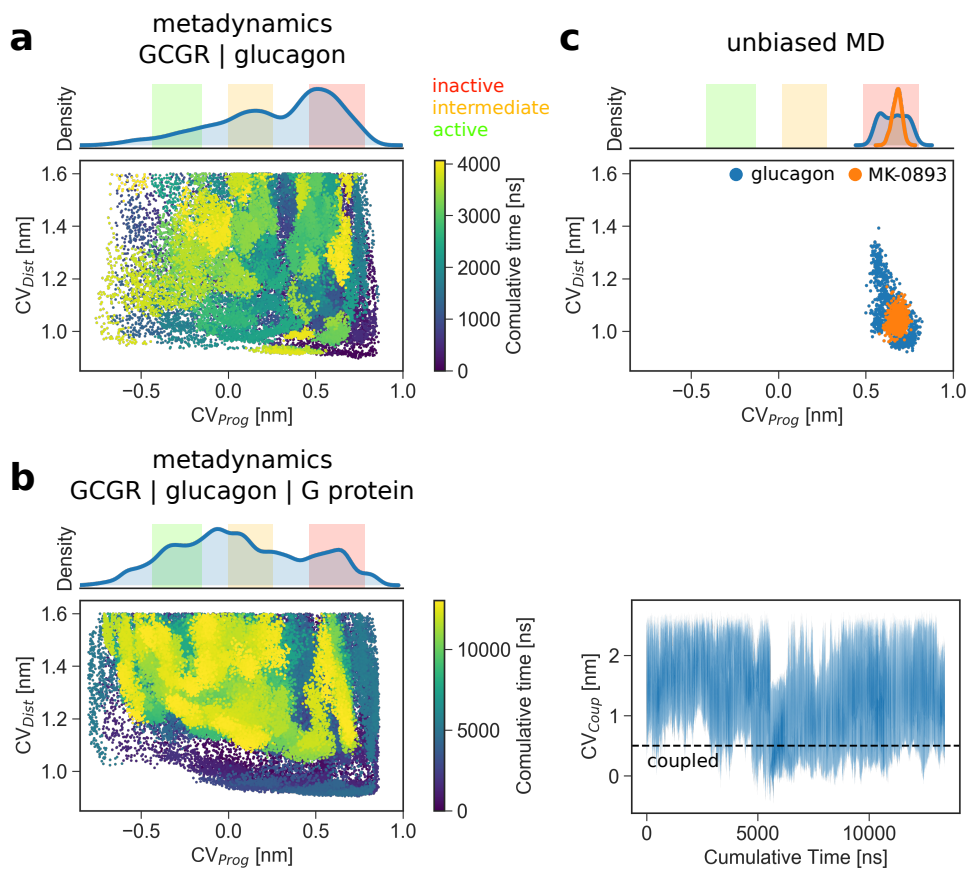 a
metadynamics
GCGR | glucagon
inactive
intermediate
active
Density
1.6
1.4
1.2
1.0
CV_Dist [nm]
−0.5
0.0
0.5
1.0
CV_Prog [nm]
4000
3000
2000
1000
0
Comulative time [ns]
c
unbiased MD
Density
glucagon
MK-0893
1.6
1.4
1.2
1.0
CV_Dist [nm]
−0.5
0.0
0.5
1.0
CV_Prog [nm]
b
metadynamics
GCGR | glucagon | G protein
Density
1.6
1.4
1.2
1.0
CV_Dist [nm]
−0.5
0.0
0.5
1.0
CV_Prog [nm]
10000
5000
0
Comulative time [ns]
2
1
0
CV_Coup [nm]
coupled
0
5000
10000
Cumulative Time [ns]